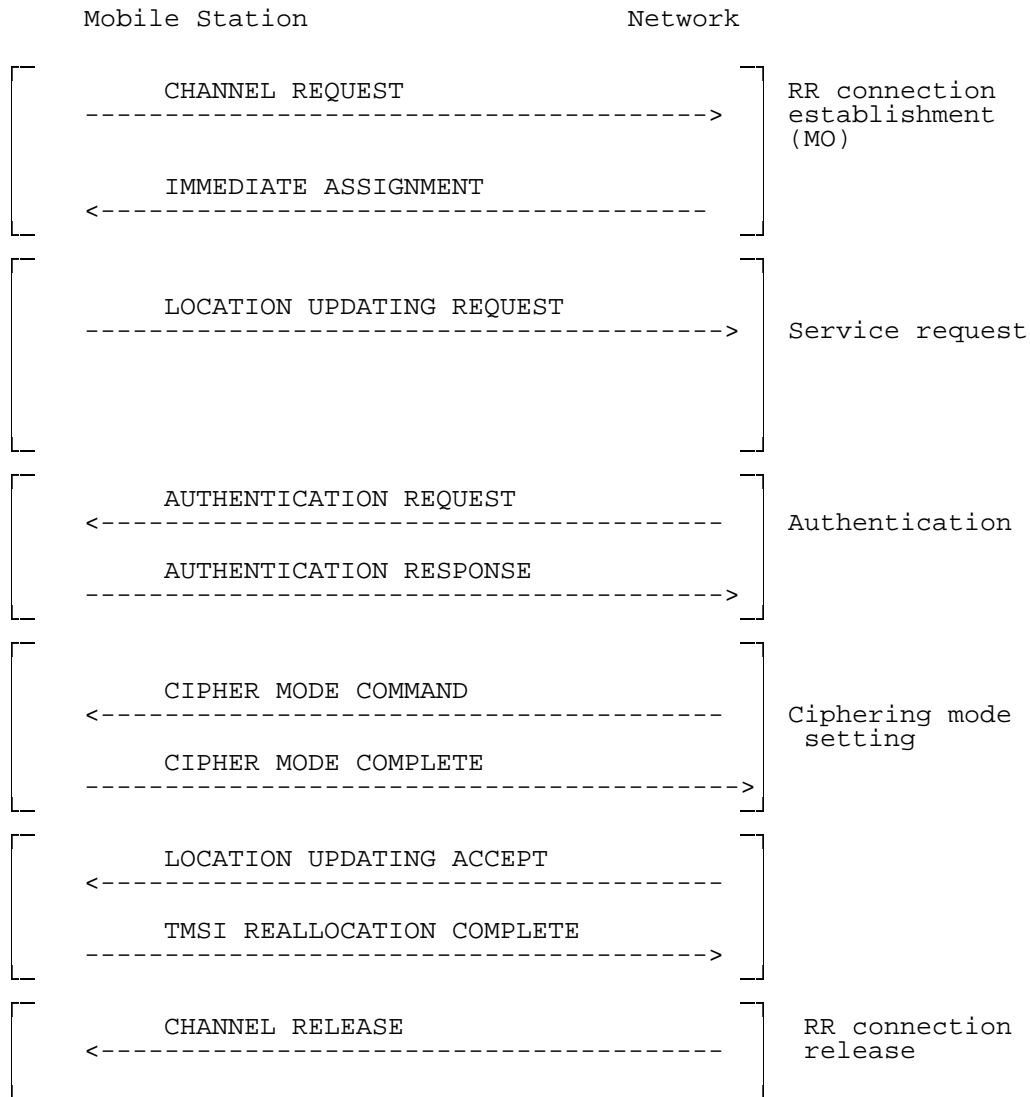 Mobile Station Network
CHANNEL REQUEST
RR connection
establishment
(MO)
IMMEDIATE ASSIGNMENT
LOCATION UPDATING REQUEST
Service request
AUTHENTICATION REQUEST
Authentication
AUTHENTICATION RESPONSE
CIPHER MODE COMMAND
Ciphering mode
setting
CIPHER MODE COMPLETE
LOCATION UPDATING ACCEPT
TMSI REALLOCATION COMPLETE
CHANNEL RELEASE
RR connection
release